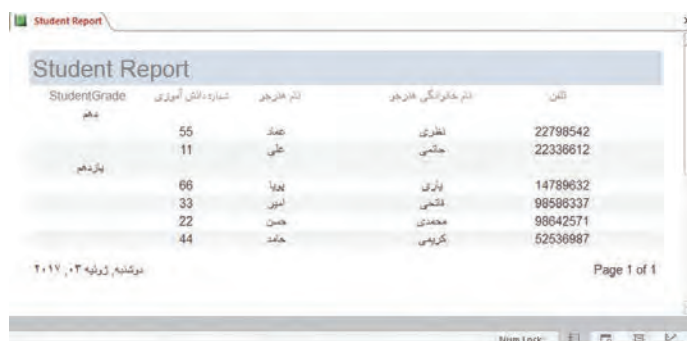 Student Report
Student Report
StudentGrade شماره دانش آموزی نام هنرجو نام خانوادگی هنرجو تلفن
دهم
55 عماد نظری 22798542
11 علی حاتمی 22336612
یازدهم
66 پویا یاری 14789632
33 امیر فاتحی 98586337
22 حسن محمدی 98642571
44 حامد کریمی 52536987
دوشنبه, ژوئیه ۰۳, ۲۰۱۷ Page 1 of 1
Num Lock